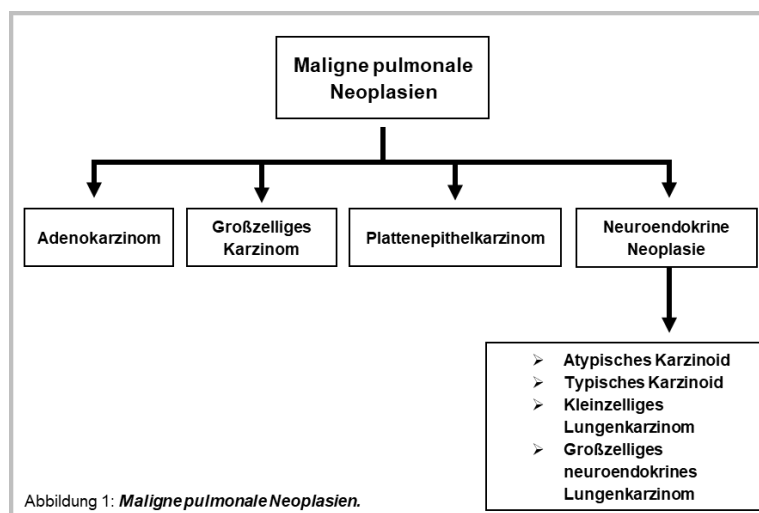 Maligne pulmonale
Neoplasien
Adenokarzinom
Großzelliges
Karzinom
Plattenepithelkarzinom
Neuroendokrine
Neoplasie
➢ Atypisches Karzinoid
➢ Typisches Karzinoid
➢ Kleinzelliges
Lungenkarzinom
➢ Großzelliges
neuroendokrines
Lungenkarzinom
Abbildung 1: Maligne pulmonale Neoplasien.